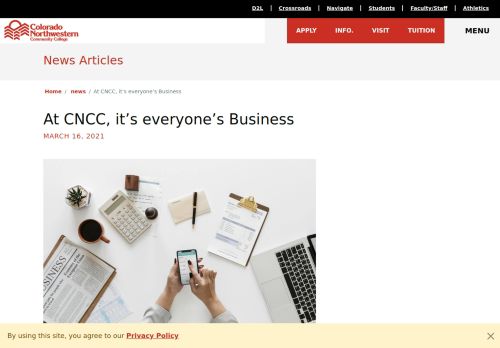 D2L | Crossroads | Navigate | Students | Faculty/Staff | Athletics
Colorado
Northwestern
Community College
APPLY INFO. VISIT TUITION MENU
News Articles
Home / news / At CNCC, it's everyone's Business
At CNCC, it's everyone's Business
MARCH 16, 2021
BUSINESS
By using this site, you agree to our Privacy Policy